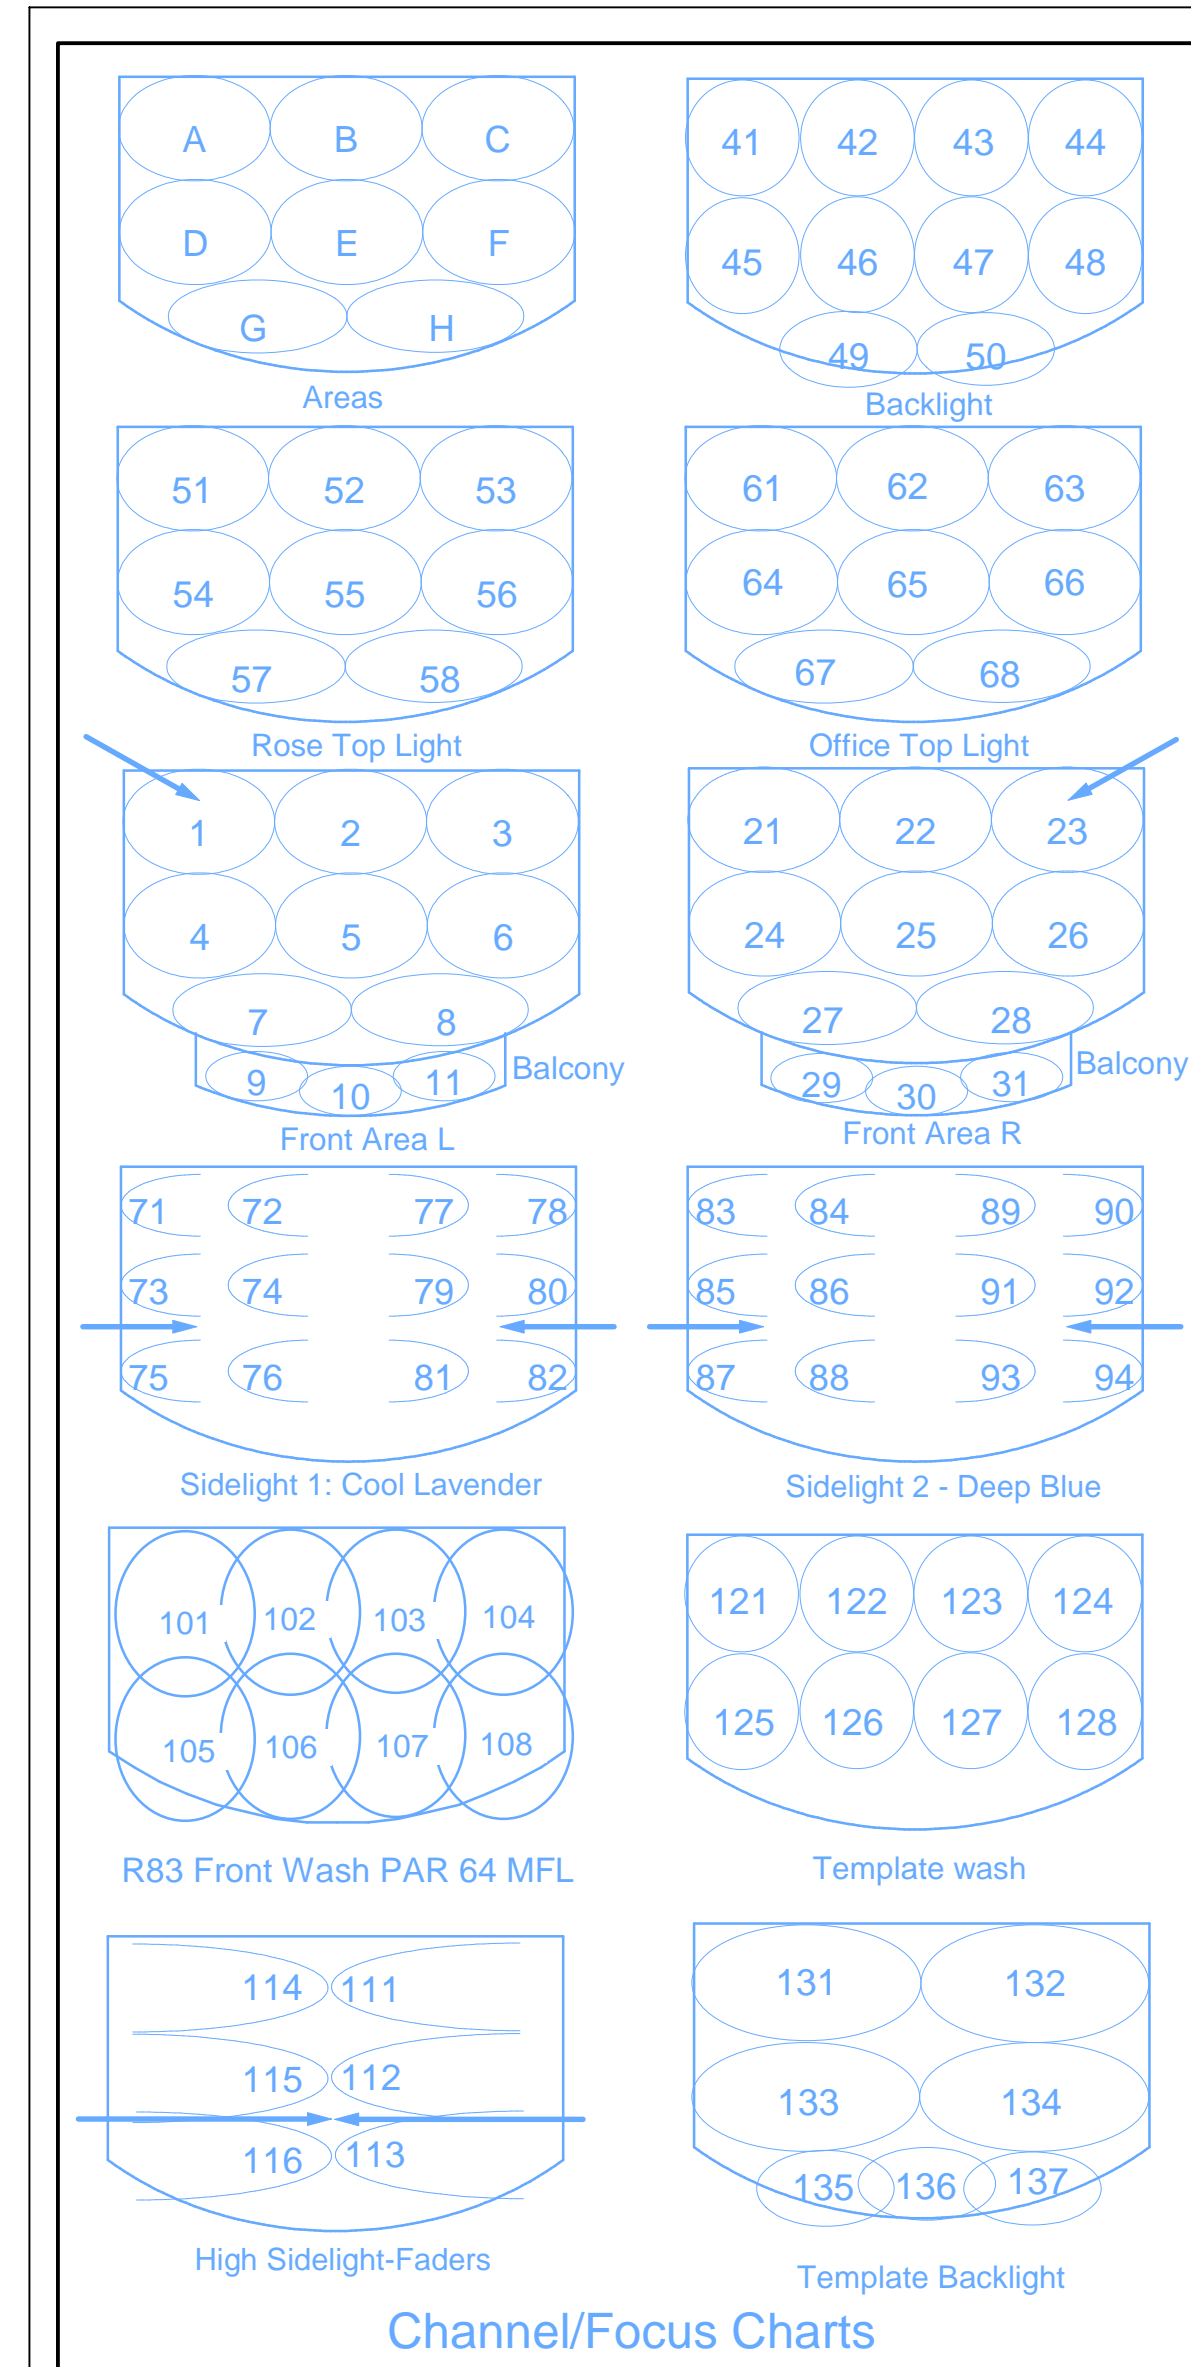 A B C
D E F
G H
Areas
41 42 43 44
45 46 47 48
49 50
Backlight
51 52 53
54 55 56
57 58
Rose Top Light
61 62 63
64 65 66
67 68
Office Top Light
1 2 3
4 5 6
7 8
9 10 11 Balcony
Front Area L
21 22 23
24 25 26
27 28
29 30 31 Balcony
Front Area R
71 72 77 78
73 74 79 80
75 76 81 82
Sidelight 1: Cool Lavender
83 84 89 90
85 86 91 92
87 88 93 94
Sidelight 2 - Deep Blue
101 102 103 104
105 106 107 108
R83 Front Wash PAR 64 MFL
121 122 123 124
125 126 127 128
Template wash
114 111
115 112
116 113
High Sidelight-Faders
131 132
133 134
135 136 137
Template Backlight
Channel/Focus Charts